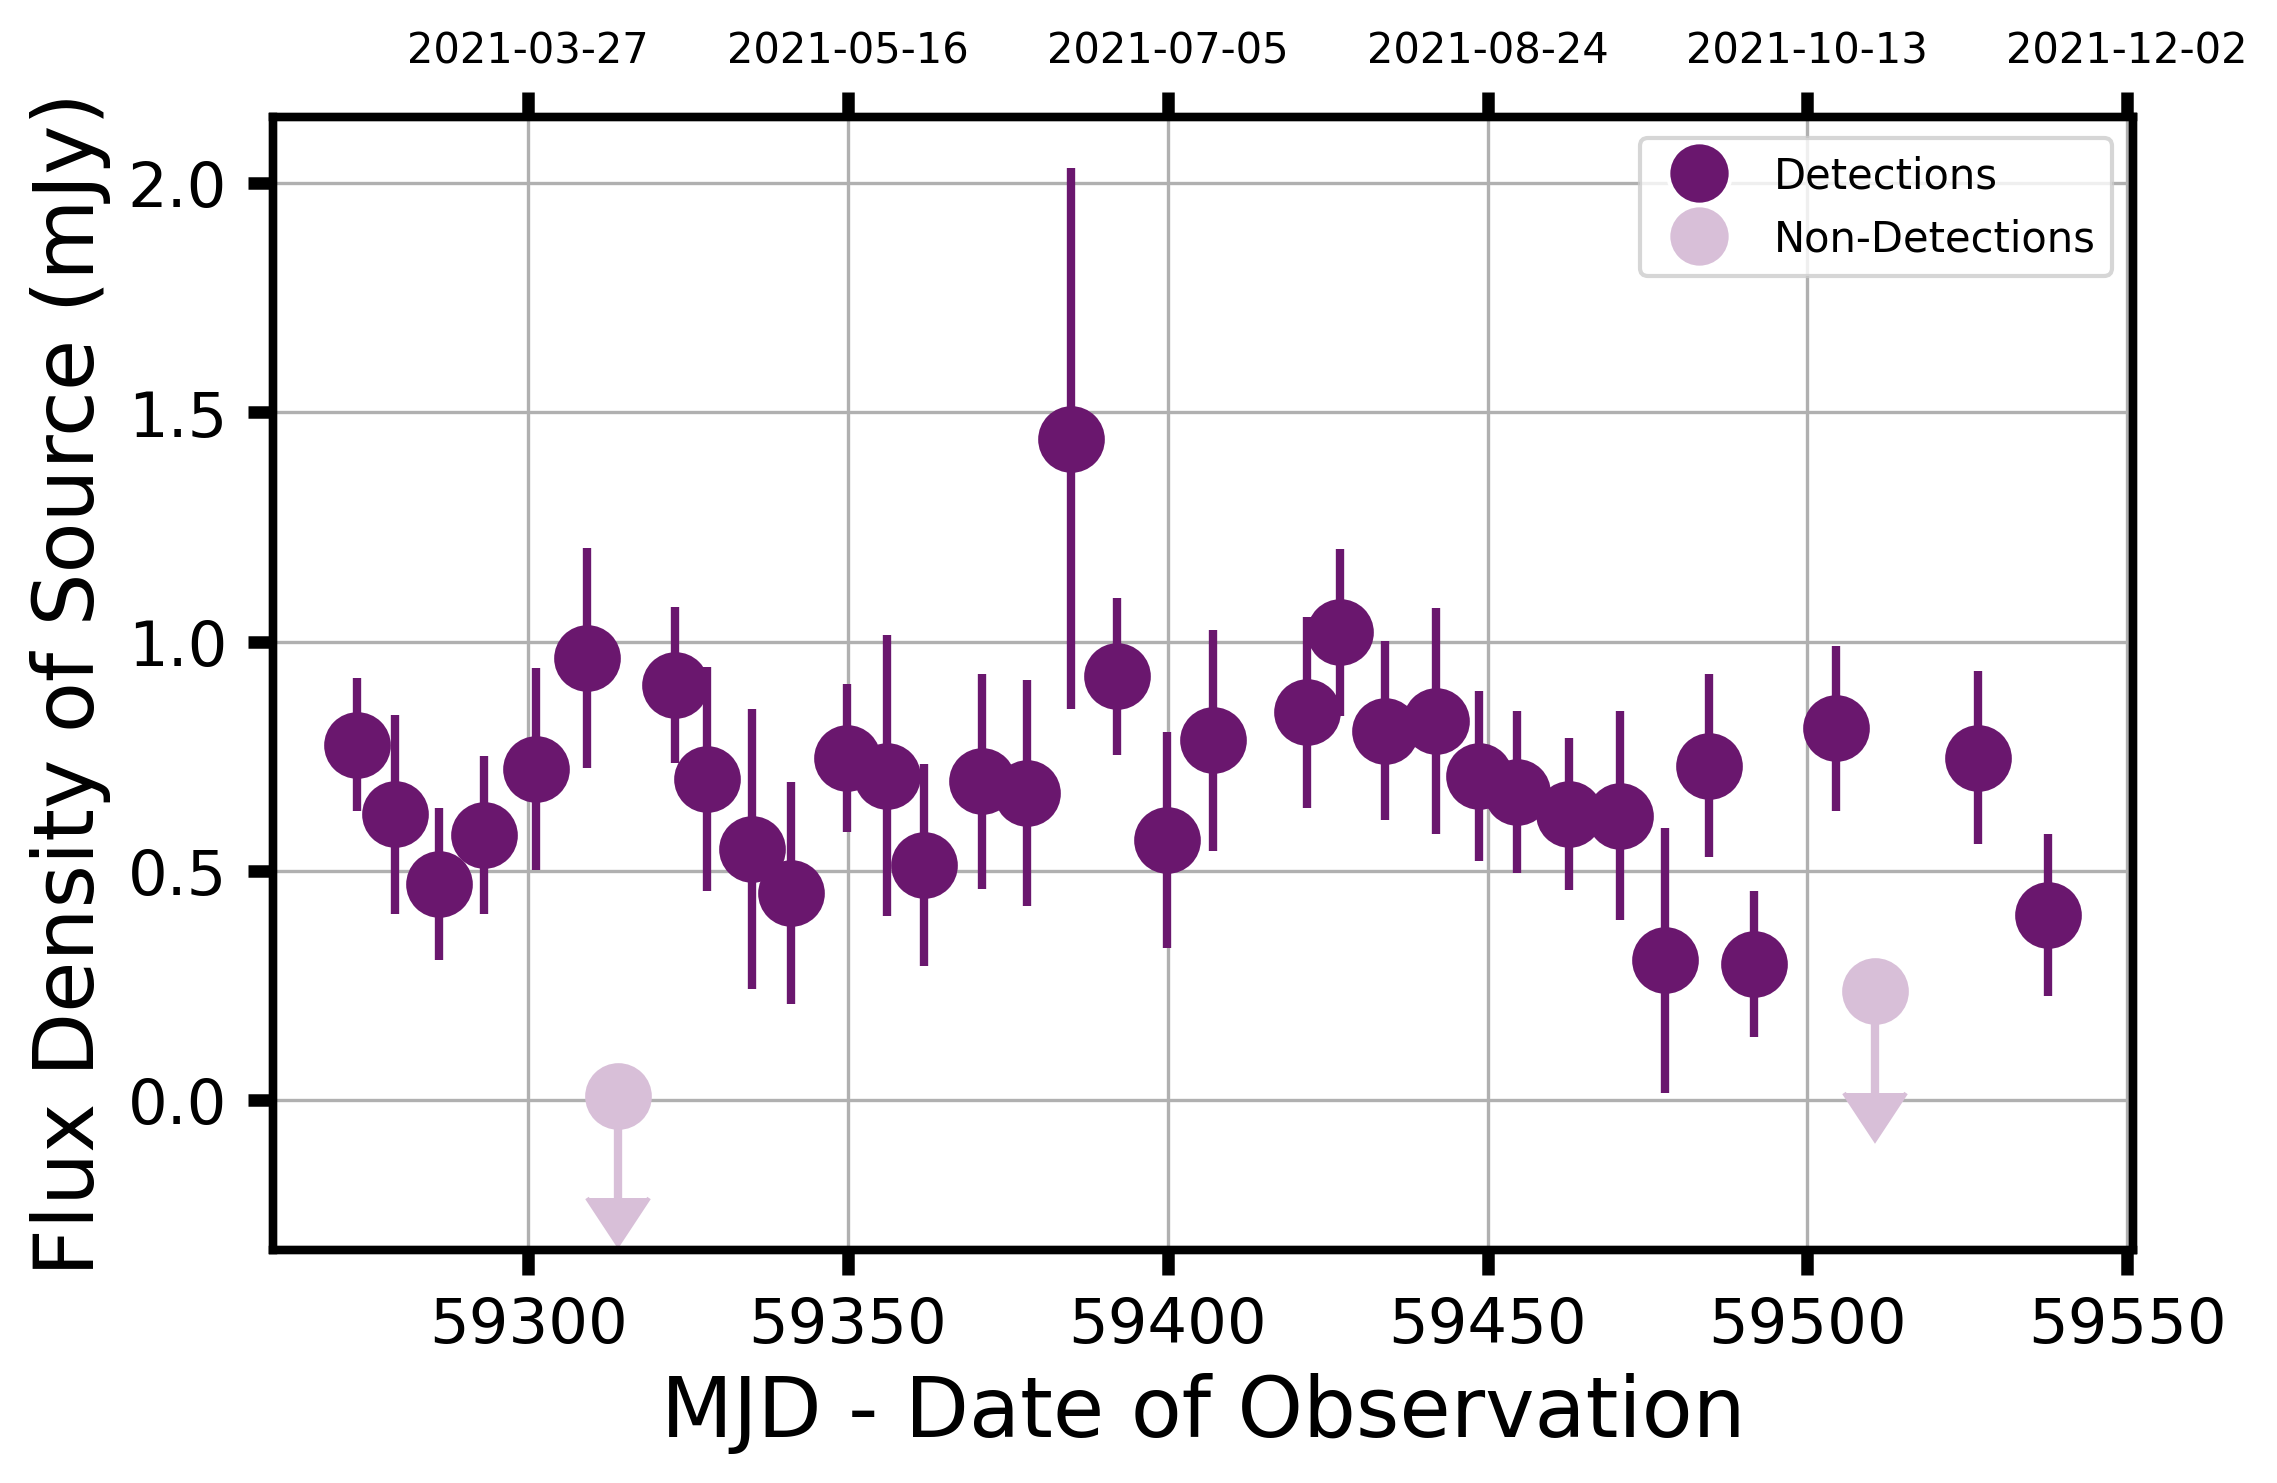 2021-03-27 2021-05-16 2021-07-05 2021-08-24 2021-10-13 2021-12-02
Flux Density of Source (mJy)
2.0
1.5
1.0
0.5
0.0
Detections
Non-Detections
59300 59350 59400 59450 59500 59550
MJD - Date of Observation